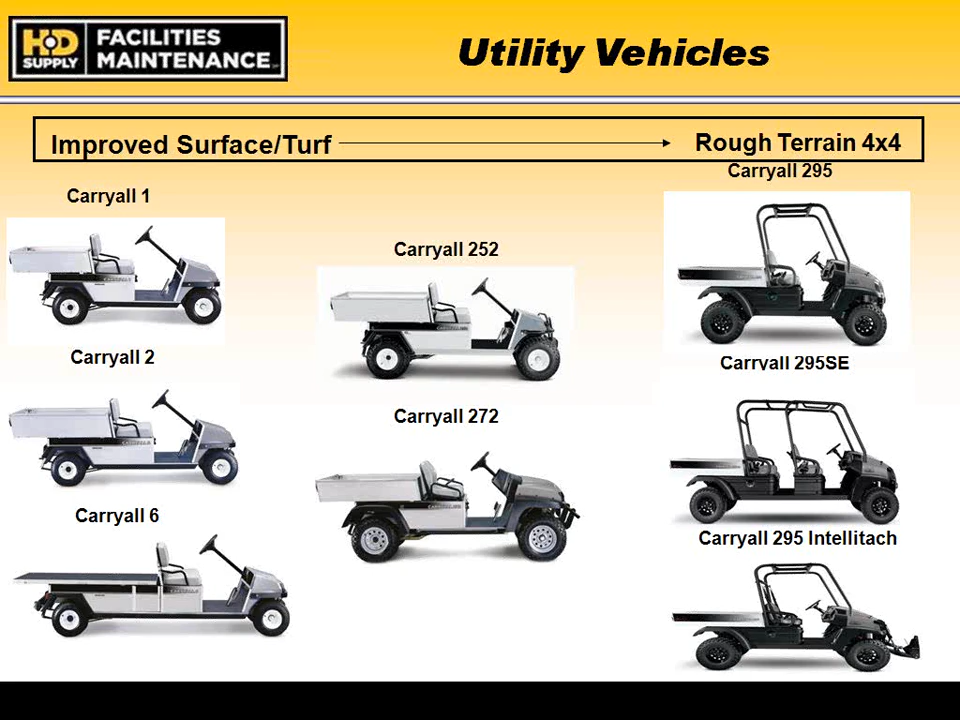 HD SUPPLY
FACILITIES
MAINTENANCE
Utility Vehicles
Improved Surface/Turf
Rough Terrain 4x4
Carryall 1
Carryall 2
Carryall 6
Carryall 252
Carryall 272
Carryall 295
Carryall 295SE
Carryall 295 Intellitach